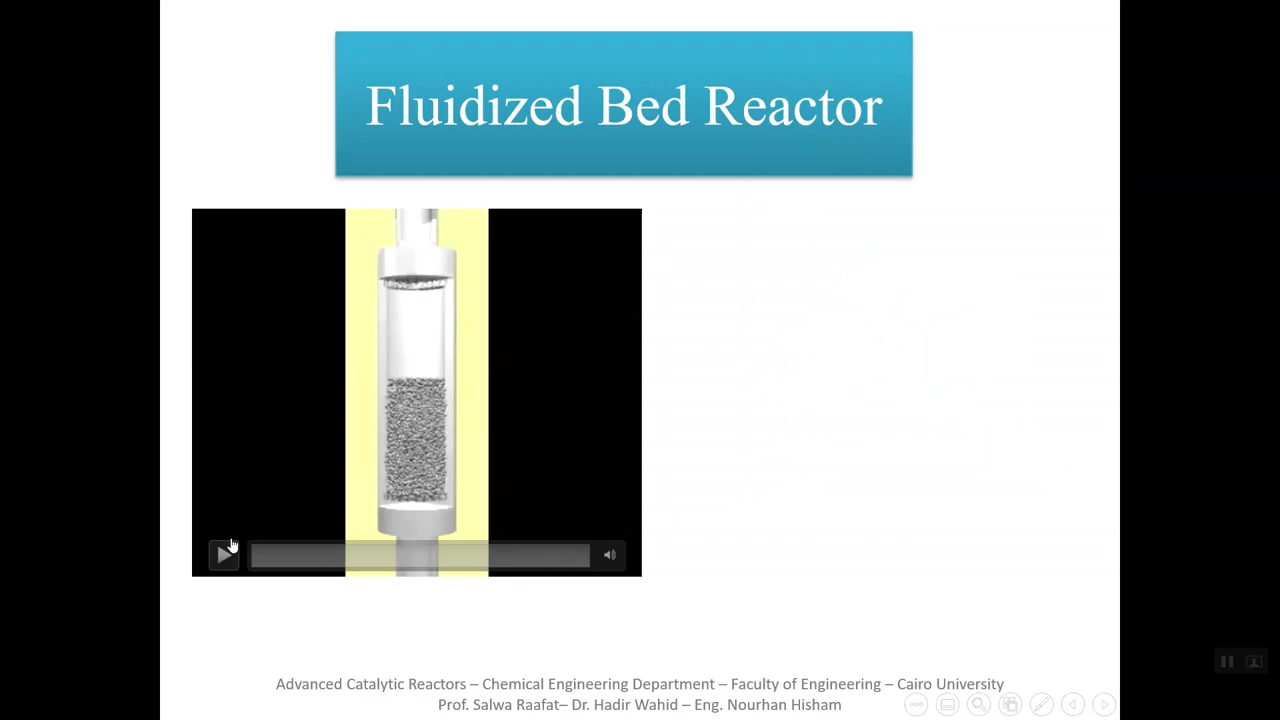 Fluidized Bed Reactor
Advanced Catalytic Reactors – Chemical Engineering Department – Faculty of Engineering – Cairo University
Prof. Salwa Raafat– Dr. Hadir Wahid – Eng. Nourhan Hisham